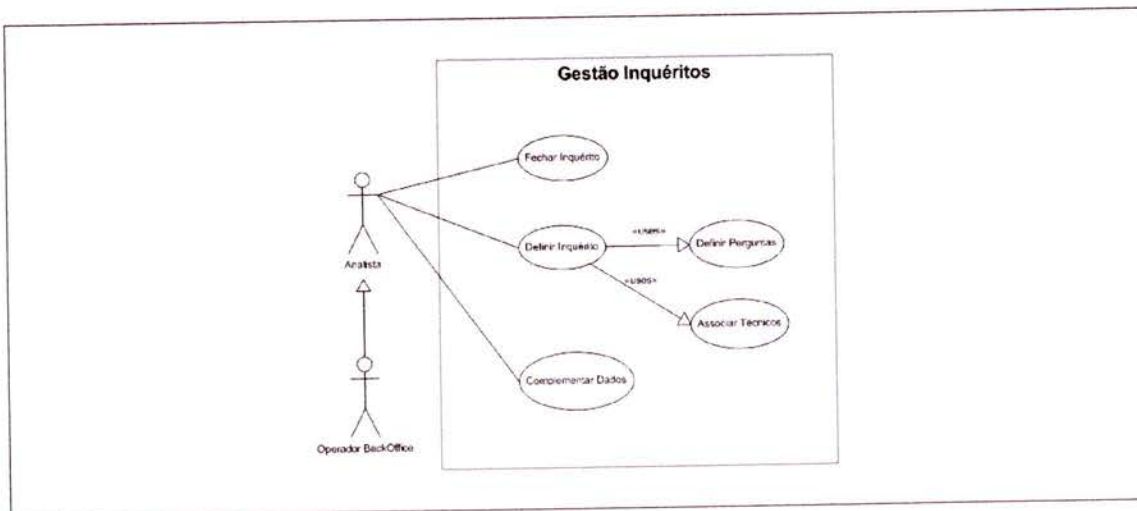 Gestão Inquéritos
Fechar Inquérito
Analista
Definir Inquérito
«uses»
Definir Perguntas
«uses»
Associar Técnicos
Complementar Dados
Operador BackOffice